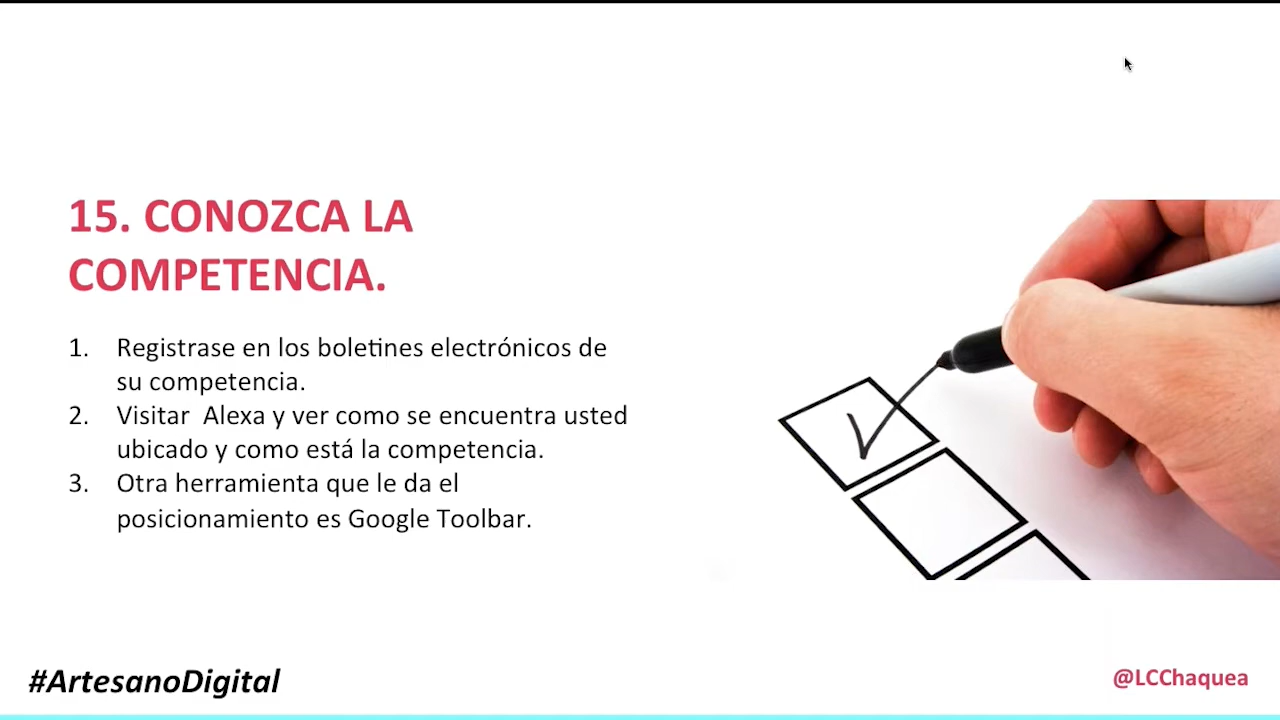 15. CONOZCA LA
COMPETENCIA.
1. Registrase en los boletines electrónicos de
su competencia.
2. Visitar  Alexa y ver como se encuentra usted
ubicado y como está la competencia.
3. Otra herramienta que le da el
posicionamiento es Google Toolbar.
#ArtesanoDigital
@LCChaquea